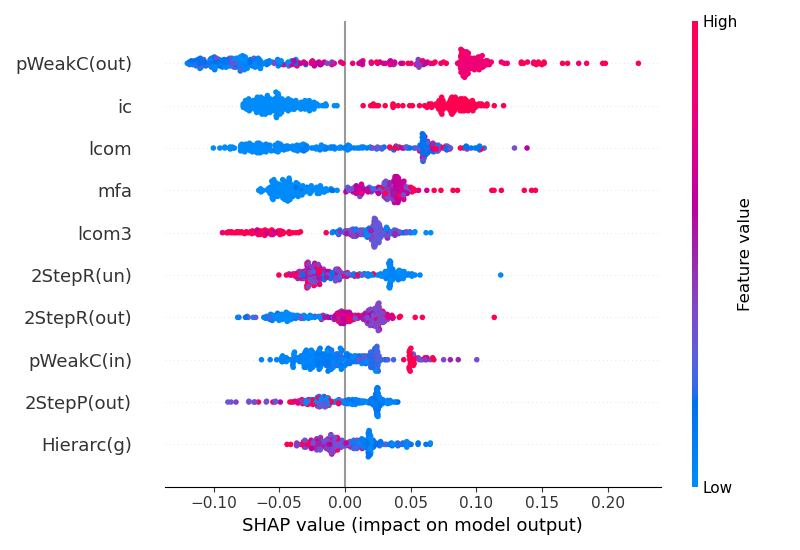 High
pWeakC(out)
ic
lcom
mfa
lcom3
2StepR(un)
2StepR(out)
pWeakC(in)
2StepP(out)
Hierarc(g)
Feature value
Low
−0.10 −0.05 0.00 0.05 0.10 0.15 0.20
SHAP value (impact on model output)